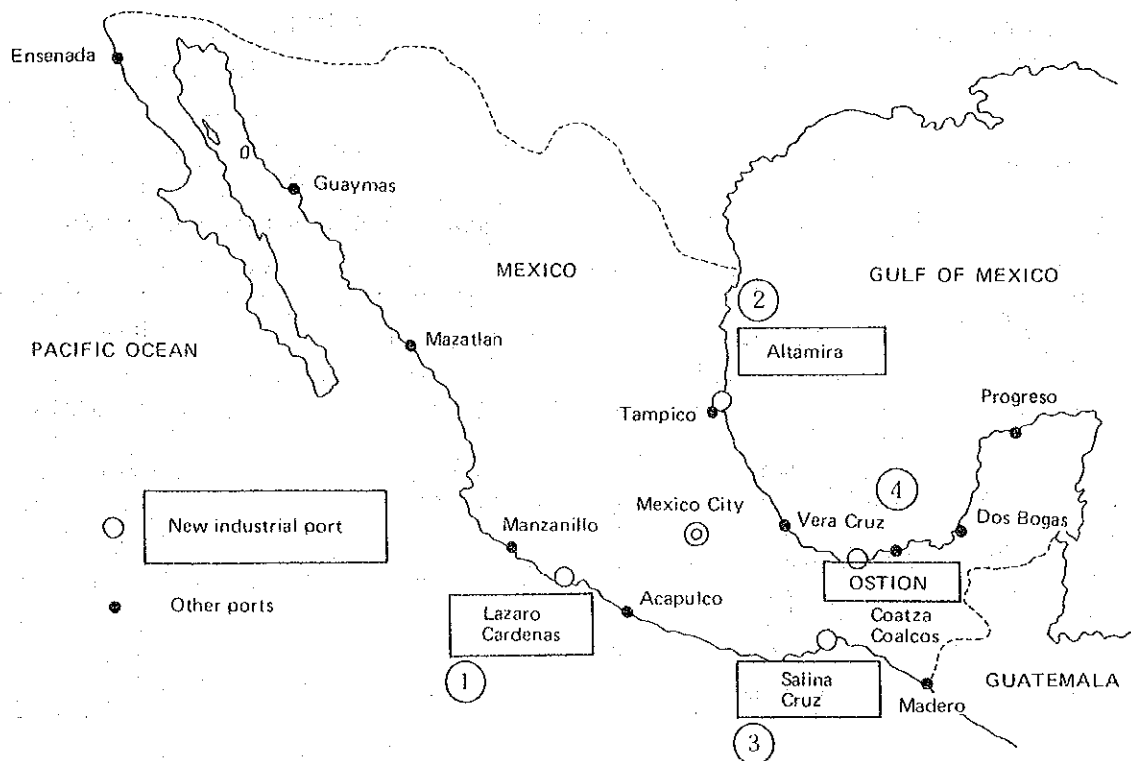 Ensenada
Guaymas
MEXICO
GULF OF MEXICO
2
PACIFIC OCEAN
Mazatlan
Altamira
Tampico
Progreso
4
New industrial port
Manzanillo
Mexico City
Vera Cruz
Dos Bogas
Other ports
Lazaro
Cardenas
Acapulco
OSTION
Coatza
Coalcos
1
Salina
Cruz
GUATEMALA
Madero
3